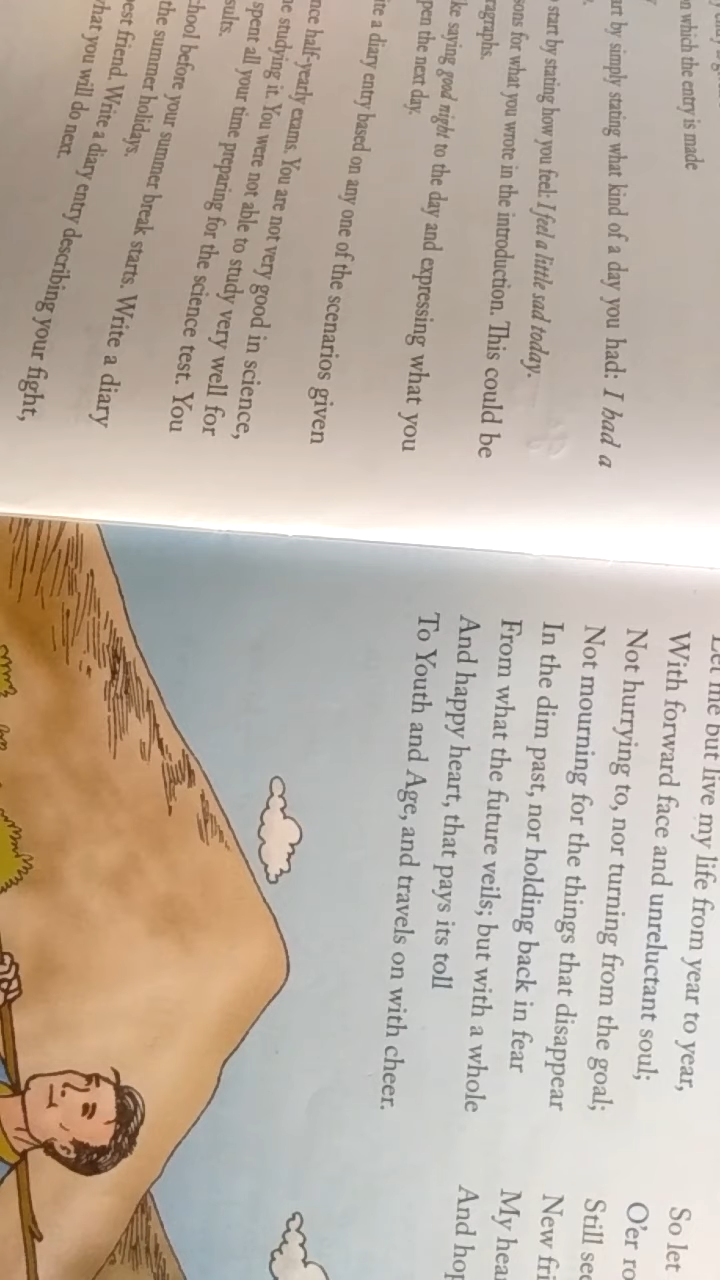 on which the entry is made
art by simply stating what kind of a day you had: I had a
start by stating how you feel: I feel a little sad today.
sons for what you wrote in the introduction. This could be
ragraphs.
ke saying good night to the day and expressing what you
pen the next day.
ite a diary entry based on any one of the scenarios given
nce half-yearly exams. You are not very good in science,
e studying it. You were not able to study very well for
spent all your time preparing for the science test. You
sults.
chool before your summer break starts. Write a diary
the summer holidays.
est friend. Write a diary entry describing your fight,
hat you will do next.
Let me but live my life from year to year,
With forward face and unreluctant soul;
Not hurrying to, nor turning from the goal;
Not mourning for the things that disappear
In the dim past, nor holding back in fear
From what the future veils; but with a whole
And happy heart, that pays its toll
To Youth and Age, and travels on with cheer.
So let
O'er ro
Still see
New fri
My hear
And hop